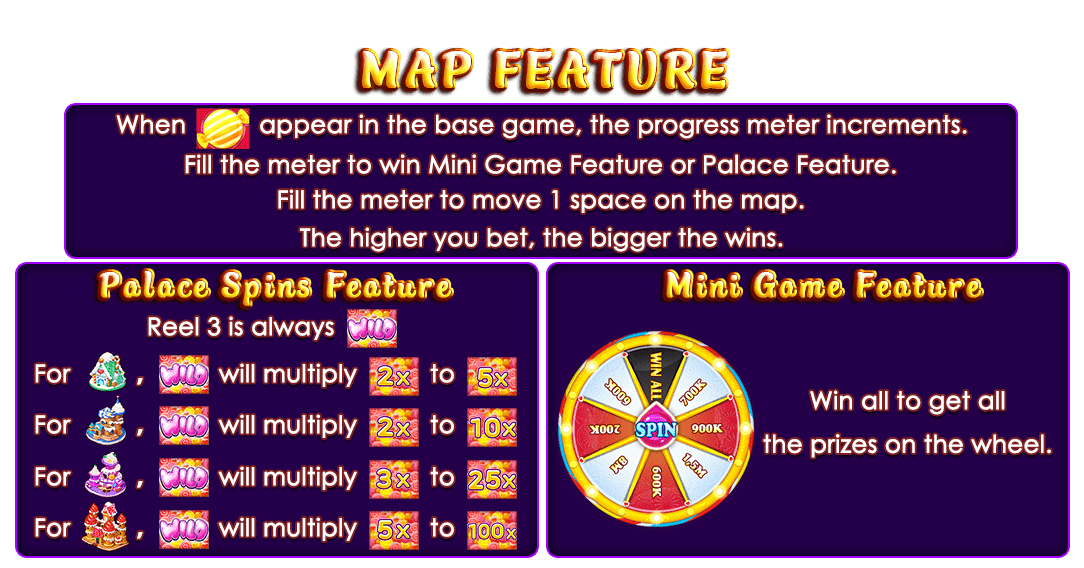 MAP FEATURE
When appear in the base game, the progress meter increments.
Fill the meter to win Mini Game Feature or Palace Feature.
Fill the meter to move 1 space on the map.
The higher you bet, the bigger the wins.
Palace Spins Feature
Reel 3 is always WILD
For , WILD will multiply 2x to 5x
For , WILD will multiply 2x to 10x
For , WILD will multiply 3x to 25x
For , WILD will multiply 5x to 100x
Mini Game Feature
WIN ALL
700K
900K
1,5M
600K
8M
200K
600K
SPIN
Win all to get all
the prizes on the wheel.